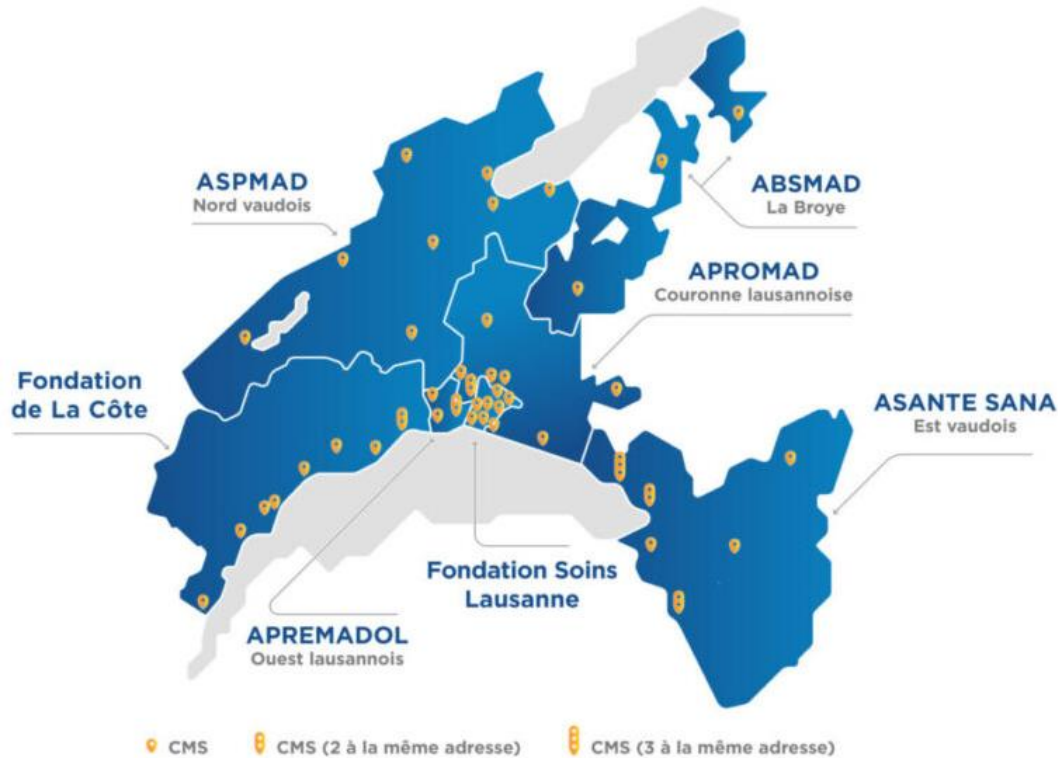 ASPMAD
Nord vaudois
ABSMAD
La Broye
APROMAD
Couronne lausannoise
Fondation
de La Côte
ASANTE SANA
Est vaudois
Fondation Soins
Lausanne
APREMADOL
Ouest lausannois
CMS
CMS (2 à la même adresse)
CMS (3 à la même adresse)